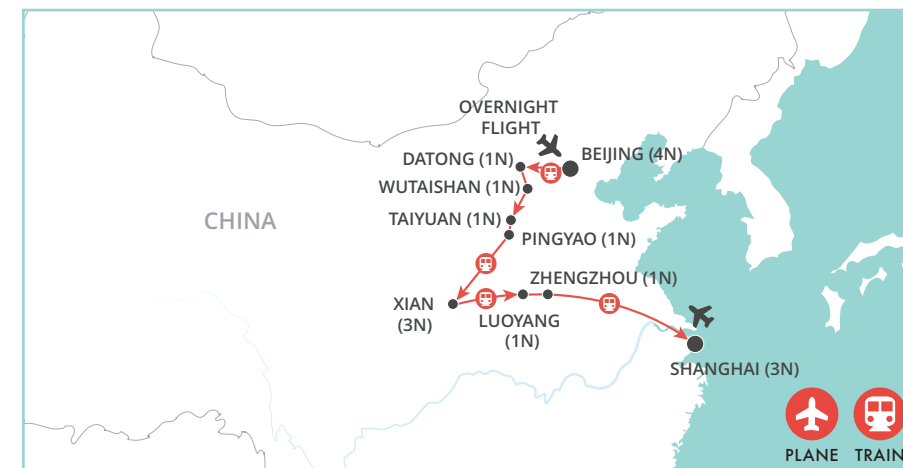 OVERNIGHT
FLIGHT
BEIJING (4N)
DATONG (1N)
WUTAISHAN (1N)
TAIYUAN (1N)
CHINA
PINGYAO (1N)
ZHENGZHOU (1N)
XIAN
(3N)
LUOYANG
(1N)
SHANGHAI (3N)
PLANE
TRAIN